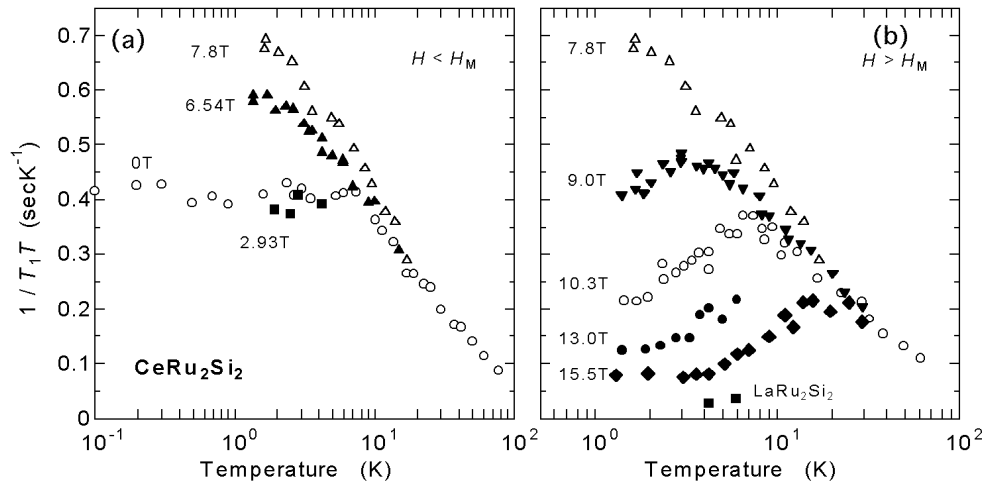 0.7
0.6
0.5
0.4
0.3
0.2
0.1
0
1 / T₁T (secK⁻¹)
(a)
H < H_M
7.8T
6.54T
0T
2.93T
CeRu₂Si₂
10⁻¹ 10⁰ 10¹ 10²
Temperature (K)
(b)
H > H_M
7.8T
9.0T
10.3T
13.0T
15.5T
LaRu₂Si₂
10⁰ 10¹ 10²
Temperature (K)